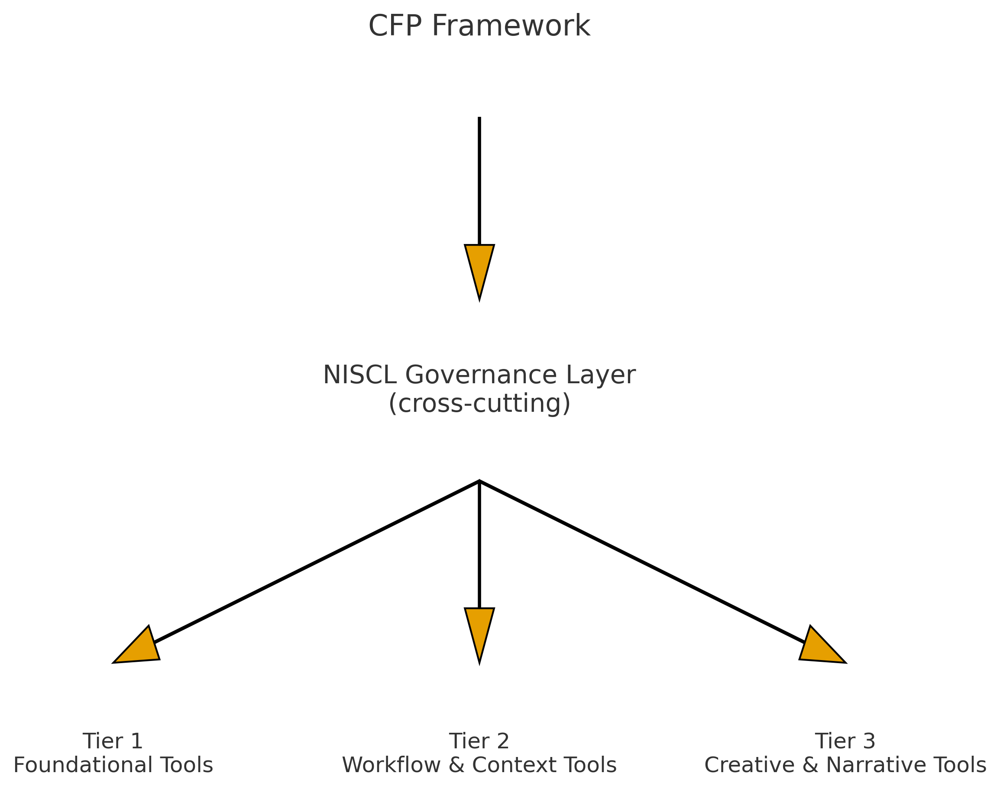 CFP Framework
NISCL Governance Layer
(cross-cutting)
Tier 1
Foundational Tools
Tier 2
Workflow & Context Tools
Tier 3
Creative & Narrative Tools